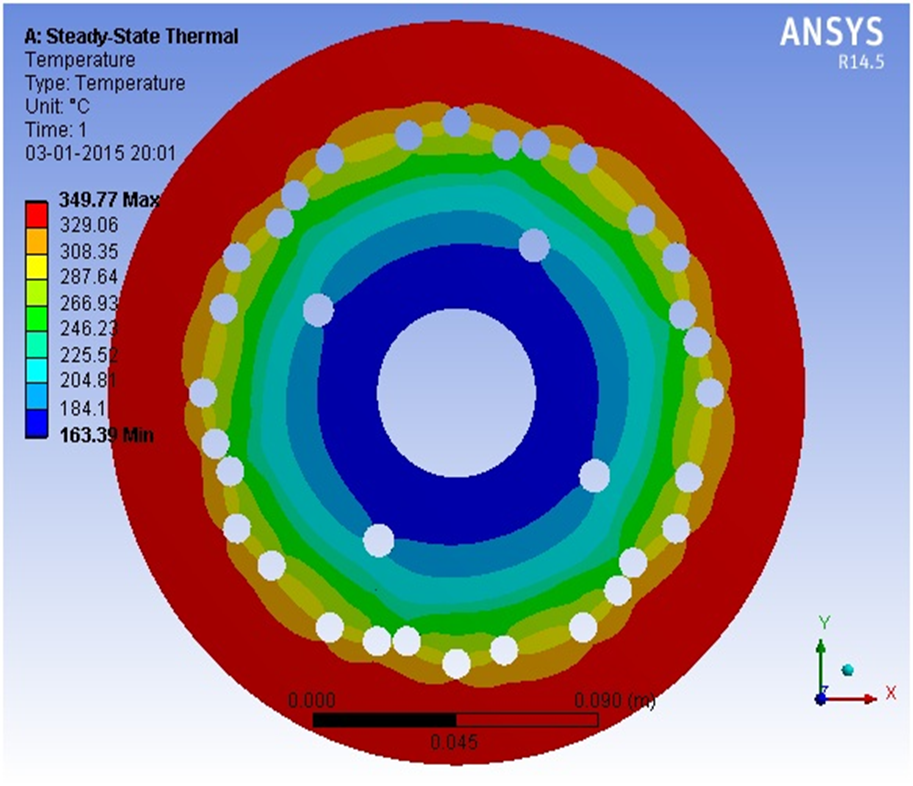 A: Steady-State Thermal
Temperature
Type: Temperature
Unit: °C
Time: 1
03-01-2015 20:01
ANSYS
R14.5
349.77 Max
329.06
308.35
287.64
266.93
246.23
225.52
204.81
184.1
163.39 Min
0.000
0.090 (m)
0.045
Y
X
Z